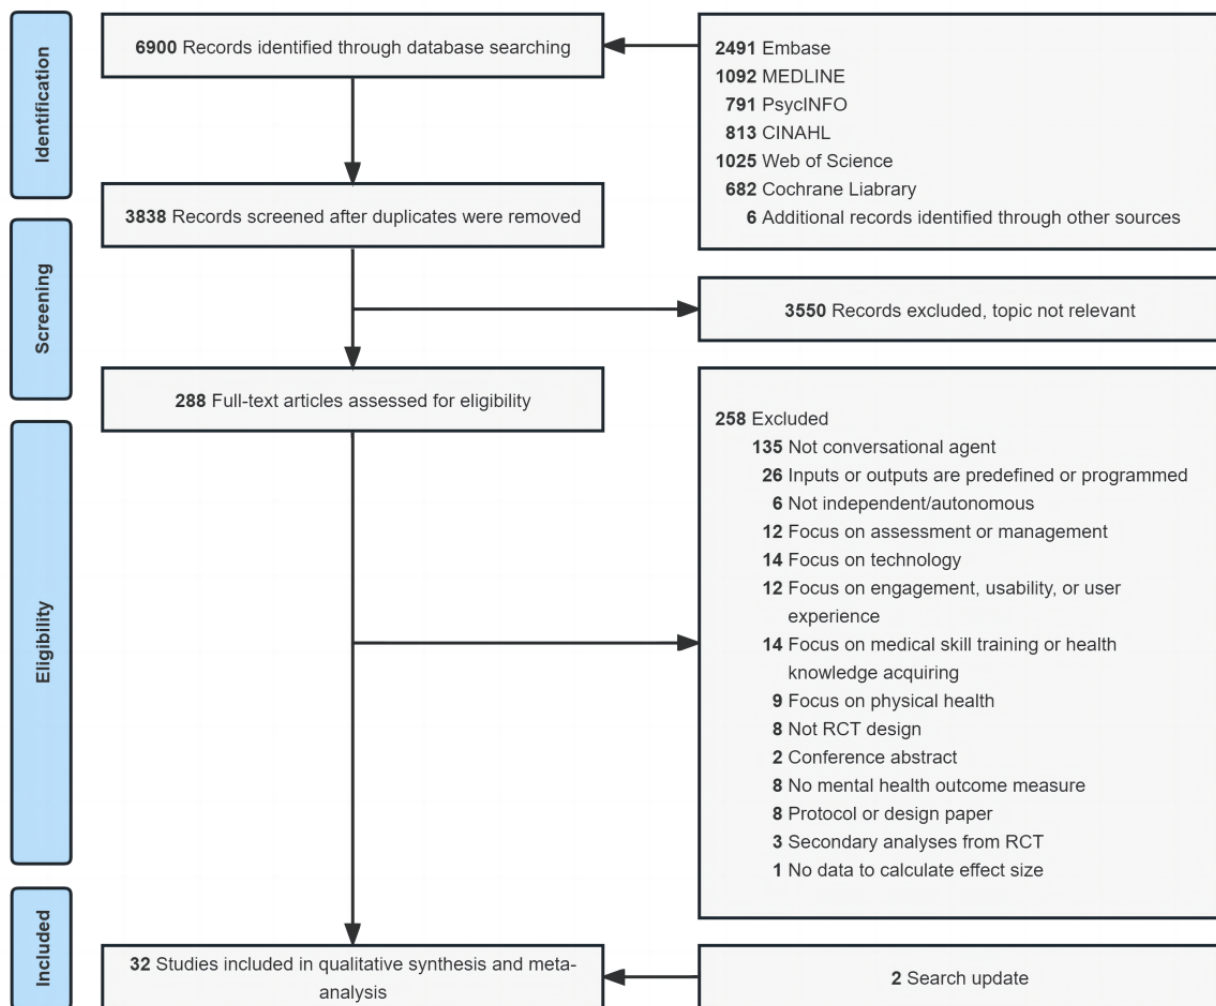 Identification
6900 Records identified through database searching
2491 Embase
1092 MEDLINE
791 PsycINFO
813 CINAHL
1025 Web of Science
682 Cochrane Liabrary
6 Additional records identified through other sources
3838 Records screened after duplicates were removed
Screening
3550 Records excluded, topic not relevant
288 Full-text articles assessed for eligibility
Eligibility
258 Excluded
135 Not conversational agent
26 Inputs or outputs are predefined or programmed
6 Not independent/autonomous
12 Focus on assessment or management
14 Focus on technology
12 Focus on engagement, usability, or user
experience
14 Focus on medical skill training or health
knowledge acquiring
9 Focus on physical health
8 Not RCT design
2 Conference abstract
8 No mental health outcome measure
8 Protocol or design paper
3 Secondary analyses from RCT
1 No data to calculate effect size
Included
32 Studies included in qualitative synthesis and meta-
analysis
2 Search update